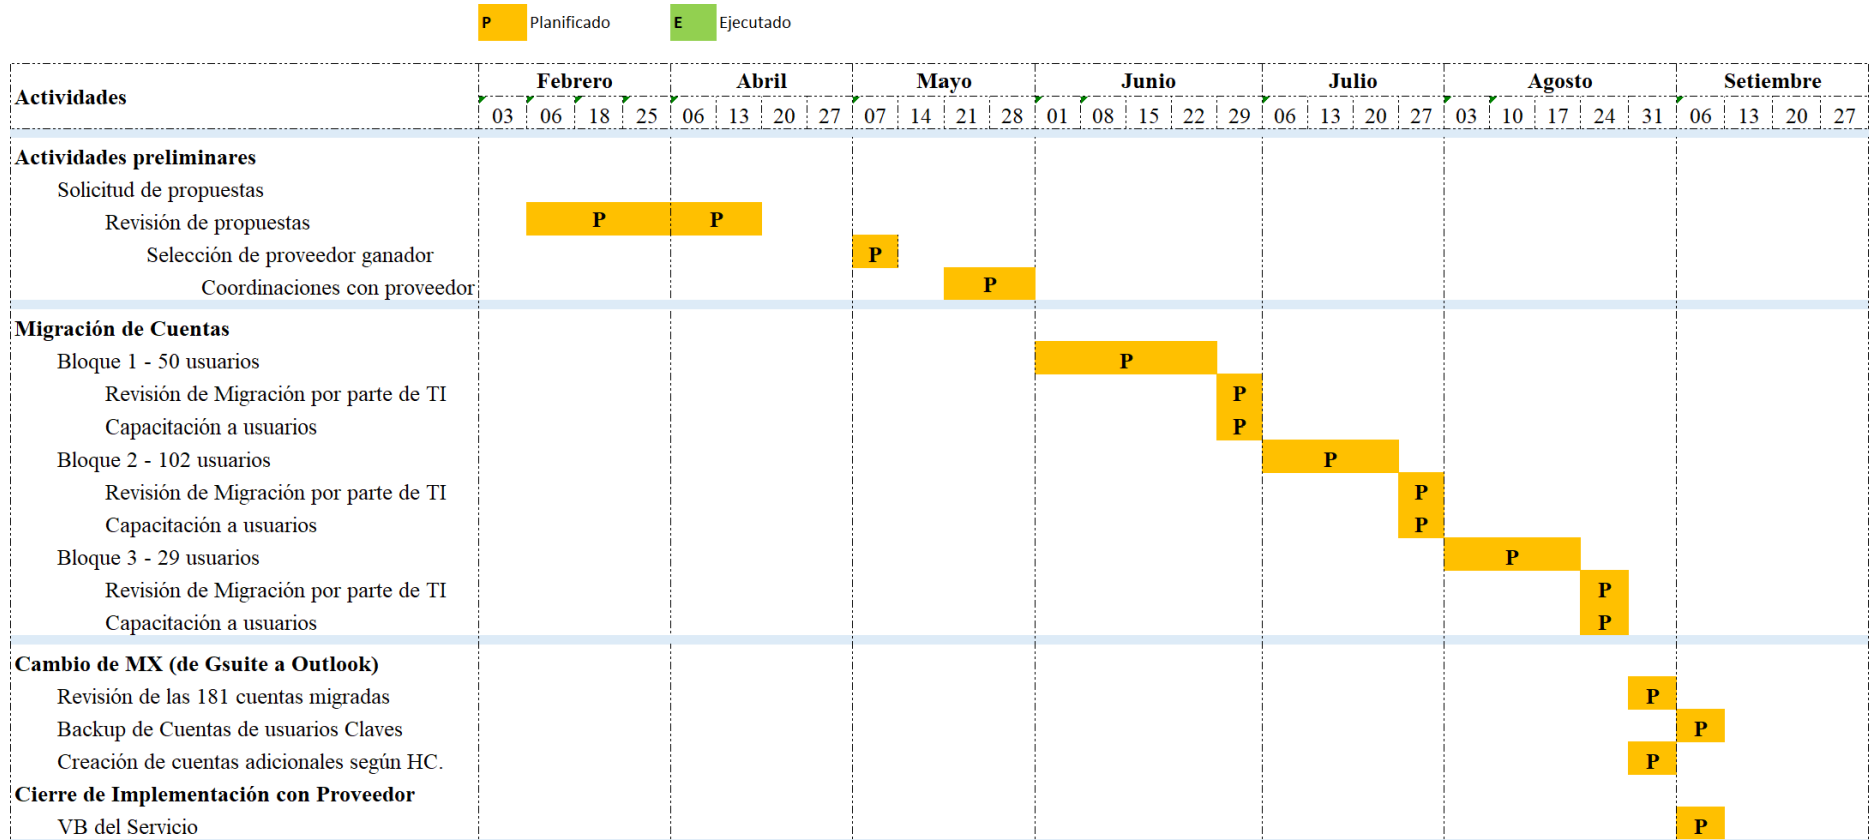 P Planificado E Ejecutado
Actividades Febrero Abril Mayo Junio Julio Agosto Setiembre
03 06 18 25 06 13 20 27 07 14 21 28 01 08 15 22 29 06 13 20 27 03 10 17 24 31 06 13 20 27
Actividades preliminares
Solicitud de propuestas
Revisión de propuestas P P
Selección de proveedor ganador P
Coordinaciones con proveedor P
Migración de Cuentas
Bloque 1 - 50 usuarios P
Revisión de Migración por parte de TI P
Capacitación a usuarios P
Bloque 2 - 102 usuarios P
Revisión de Migración por parte de TI P
Capacitación a usuarios P
Bloque 3 - 29 usuarios P
Revisión de Migración por parte de TI P
Capacitación a usuarios P
Cambio de MX (de Gsuite a Outlook)
Revisión de las 181 cuentas migradas P
Backup de Cuentas de usuarios Claves P
Creación de cuentas adicionales según HC. P
Cierre de Implementación con Proveedor
VB del Servicio P